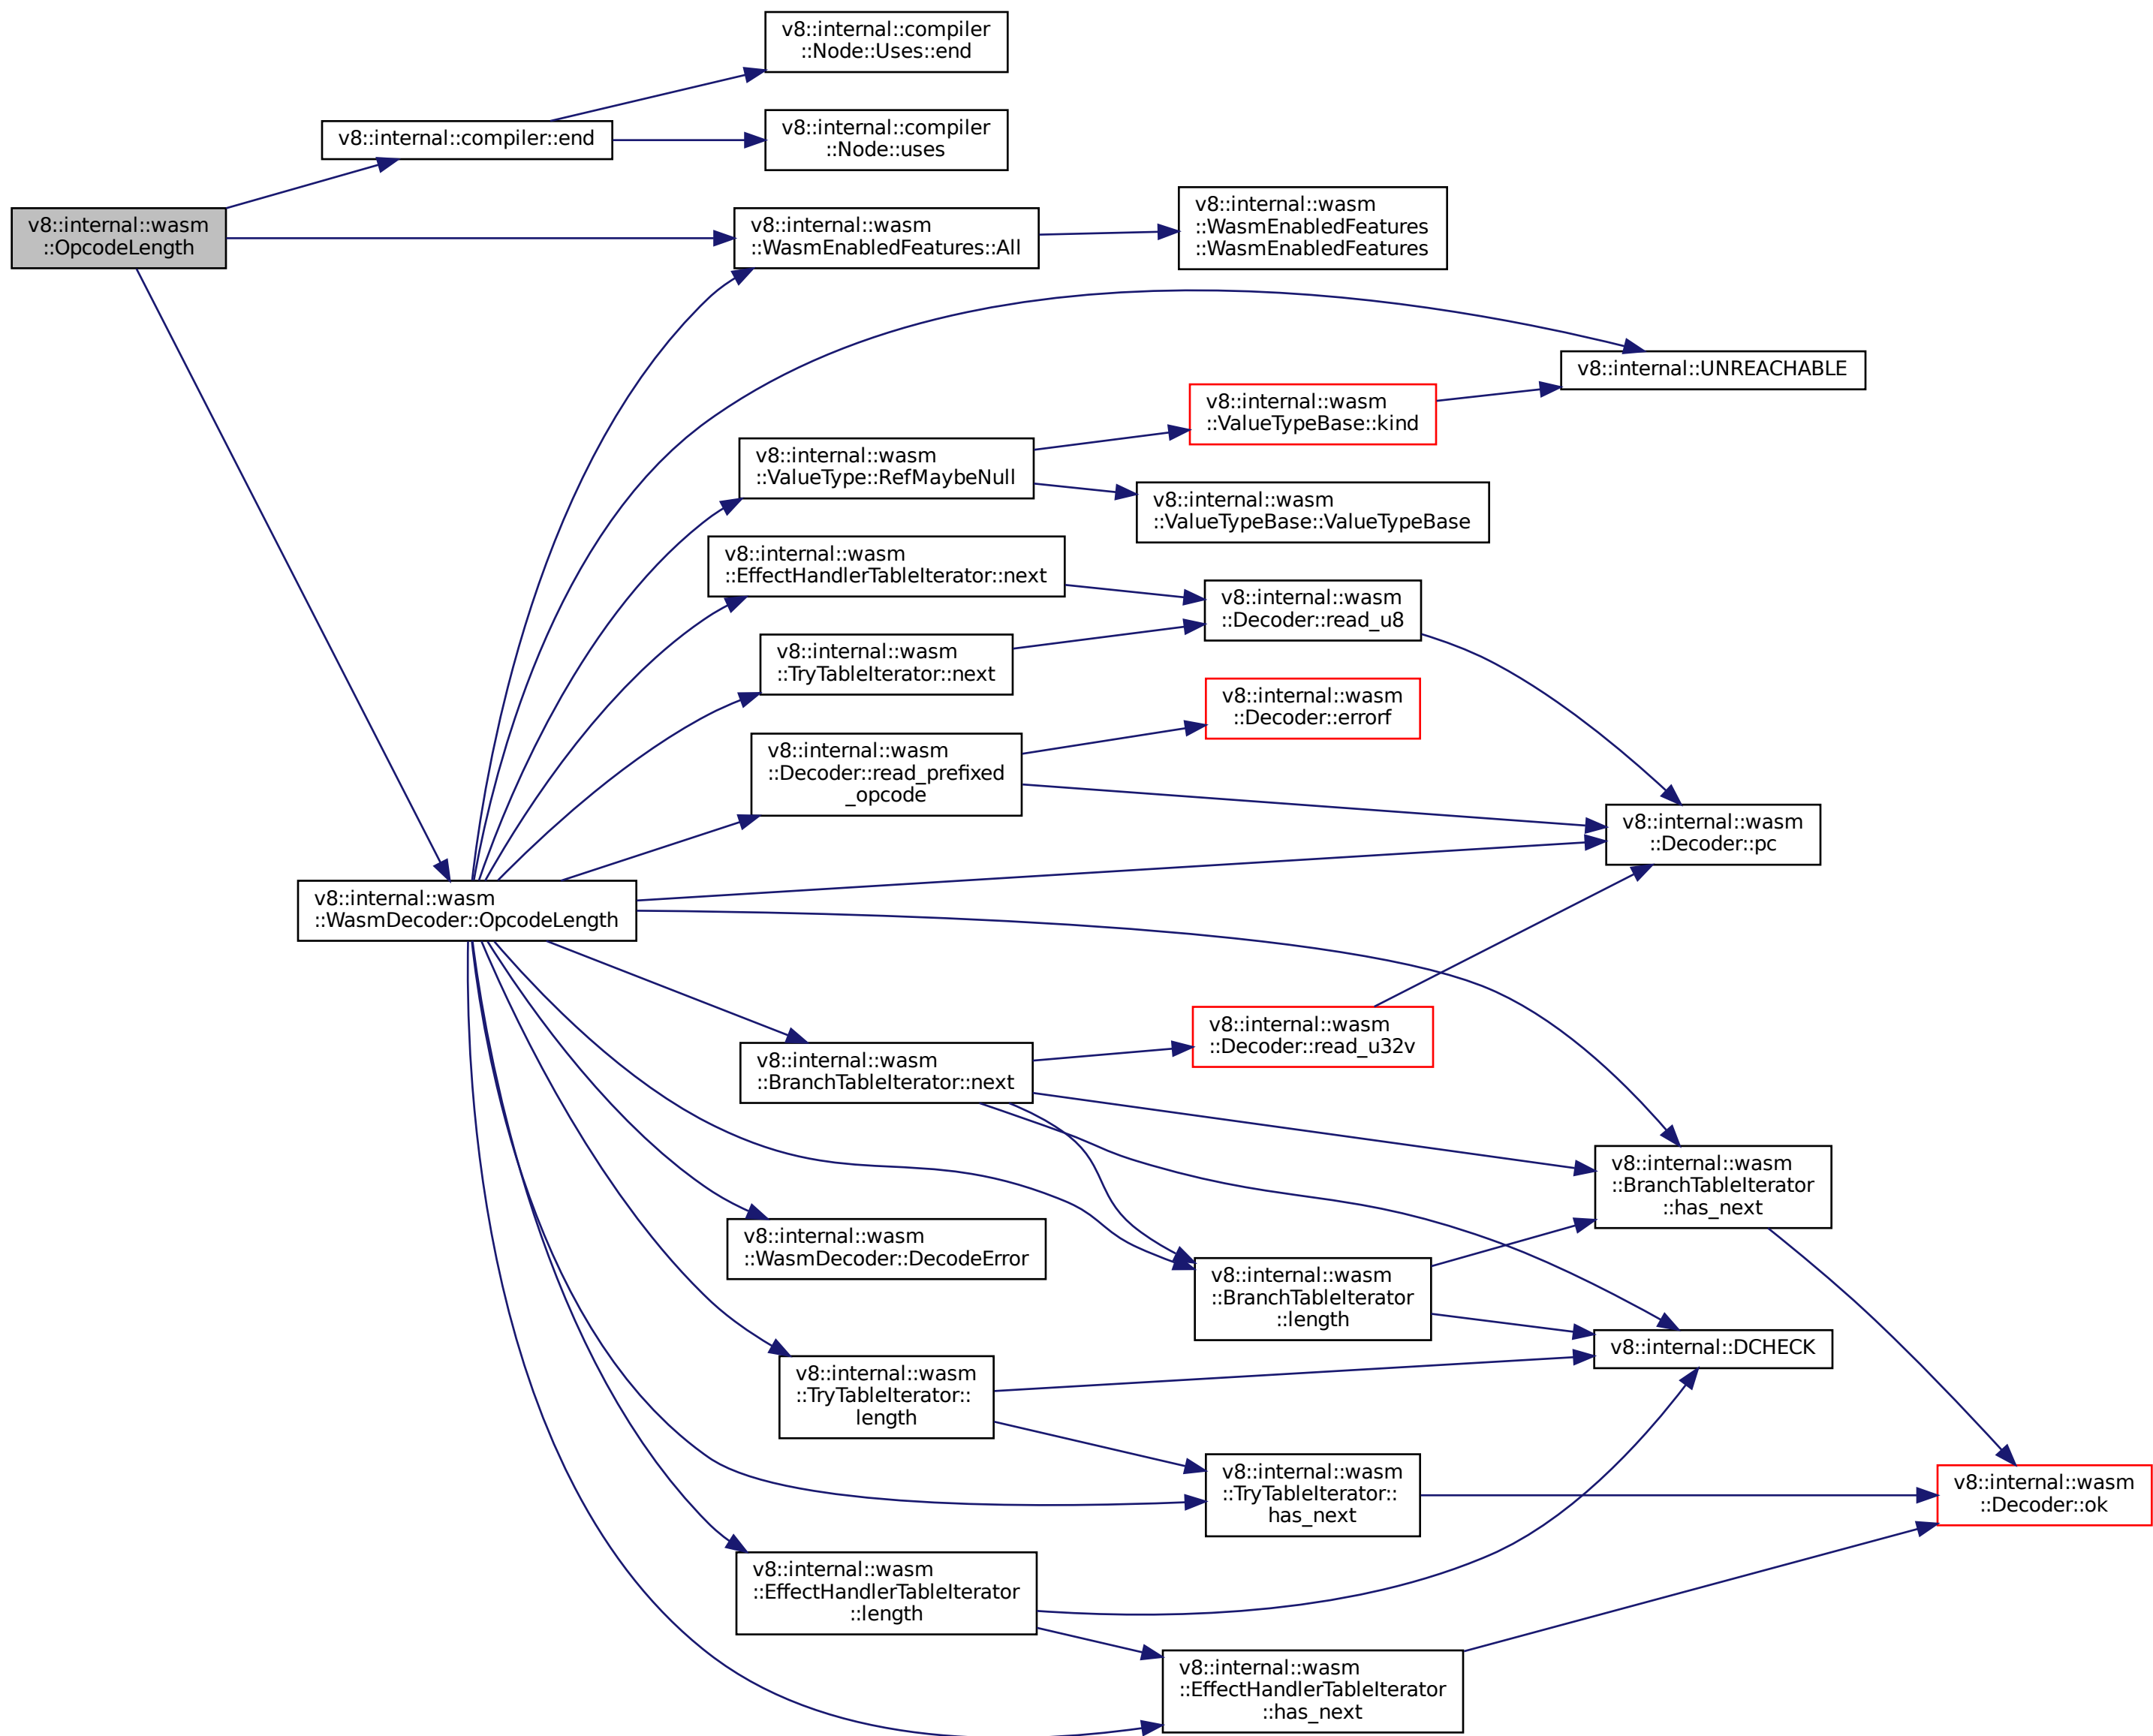 v8::internal::compiler
::Node::Uses::end
v8::internal::compiler::end
v8::internal::compiler
::Node::uses
v8::internal::wasm
::OpcodeLength
v8::internal::wasm
::WasmEnabledFeatures::All
v8::internal::wasm
::WasmEnabledFeatures
::WasmEnabledFeatures
v8::internal::UNREACHABLE
v8::internal::wasm
::ValueTypeBase::kind
v8::internal::wasm
::ValueType::RefMaybeNull
v8::internal::wasm
::ValueTypeBase::ValueTypeBase
v8::internal::wasm
::EffectHandlerTableIterator::next
v8::internal::wasm
::Decoder::read_u8
v8::internal::wasm
::TryTableIterator::next
v8::internal::wasm
::Decoder::errorf
v8::internal::wasm
::Decoder::read_prefixed
_opcode
v8::internal::wasm
::Decoder::pc
v8::internal::wasm
::WasmDecoder::OpcodeLength
v8::internal::wasm
::Decoder::read_u32v
v8::internal::wasm
::BranchTableIterator::next
v8::internal::wasm
::BranchTableIterator
::has_next
v8::internal::wasm
::WasmDecoder::DecodeError
v8::internal::wasm
::BranchTableIterator
::length
v8::internal::DCHECK
v8::internal::wasm
::TryTableIterator::
length
v8::internal::wasm
::TryTableIterator::
has_next
v8::internal::wasm
::Decoder::ok
v8::internal::wasm
::EffectHandlerTableIterator
::length
v8::internal::wasm
::EffectHandlerTableIterator
::has_next